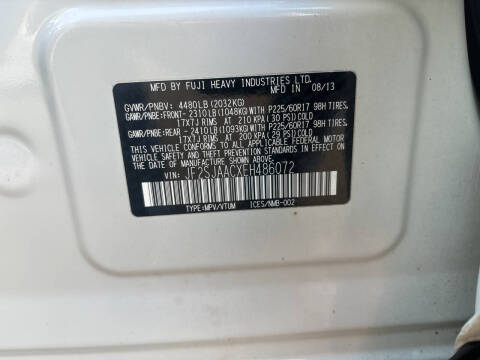 MFD BY FUJI HEAVY INDUSTRIES LTD.
MFD IN 08/13
GVWR/PNBV: 4480LB (2032KG)
GAWR/PNBE:FRONT- 2310LB (1048KG) WITH P225/60R17 98H TIRES,
17X7J RIMS AT 210 KPA (30 PSI) COLD
GAWR/PNBE:REAR - 2410LB (1093KG) WITH P225/60R17 98H TIRES,
17X7J RIMS AT 200 KPA (29 PSI) COLD
THIS VEHICLE CONFORMS TO ALL APPLICABLE FEDERAL MOTOR
VEHICLE SAFETY AND BUMPER STANDARDS IN EFFECT ON
THE DATE OF MANUFACTURE SHOWN ABOVE.
VIN: JF2SJAACXEH486072
TYPE:MPV/VTUM ICES/NMB-002